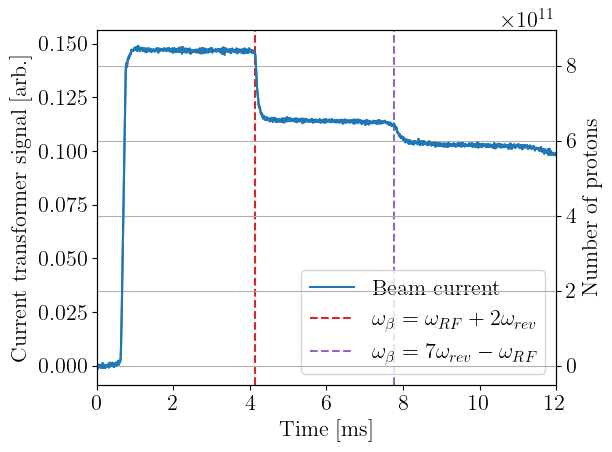 ×10¹¹
0.150
0.125
0.100
0.075
0.050
0.025
0.000
Current transformer signal [arb.]
8
6
4
2
0
Number of protons
Beam current
ω_β = ω_RF + 2ω_rev
ω_β = 7ω_rev − ω_RF
0 2 4 6 8 10 12
Time [ms]